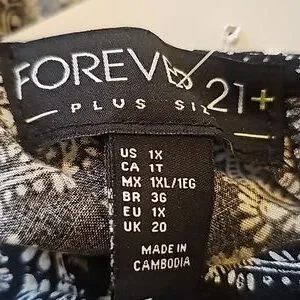 FOREV 21+
PLUS SI
US 1X
CA 1T
MX 1XL/1EG
BR 3G
EU 1X
UK 20
MADE IN
CAMBODIA